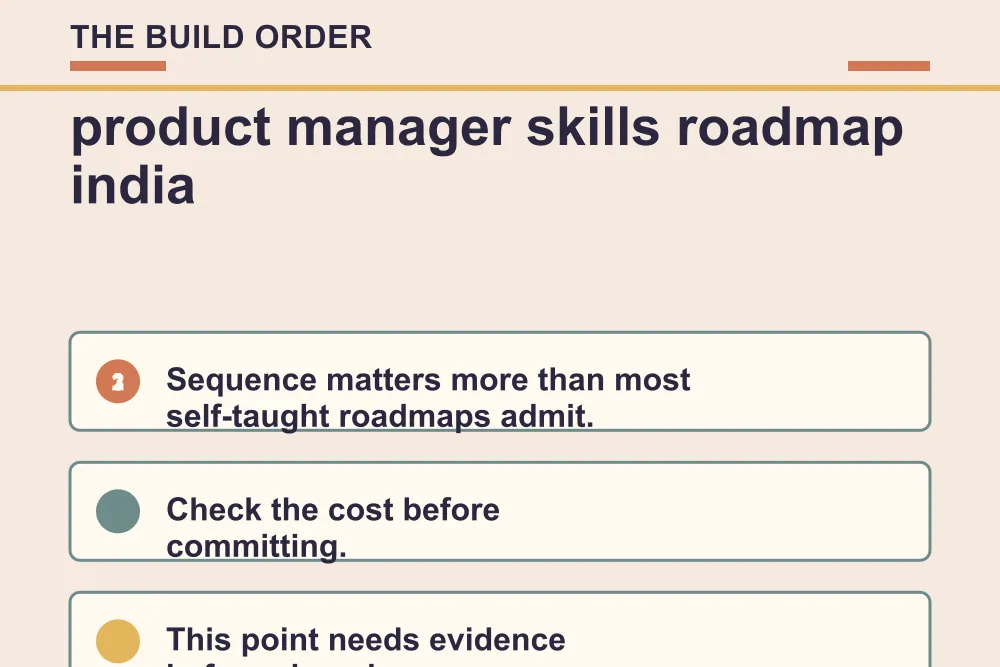 THE BUILD ORDER
product manager skills roadmap
india
Sequence matters more than most
self-taught roadmaps admit.
Check the cost before
committing.
This point needs evidence